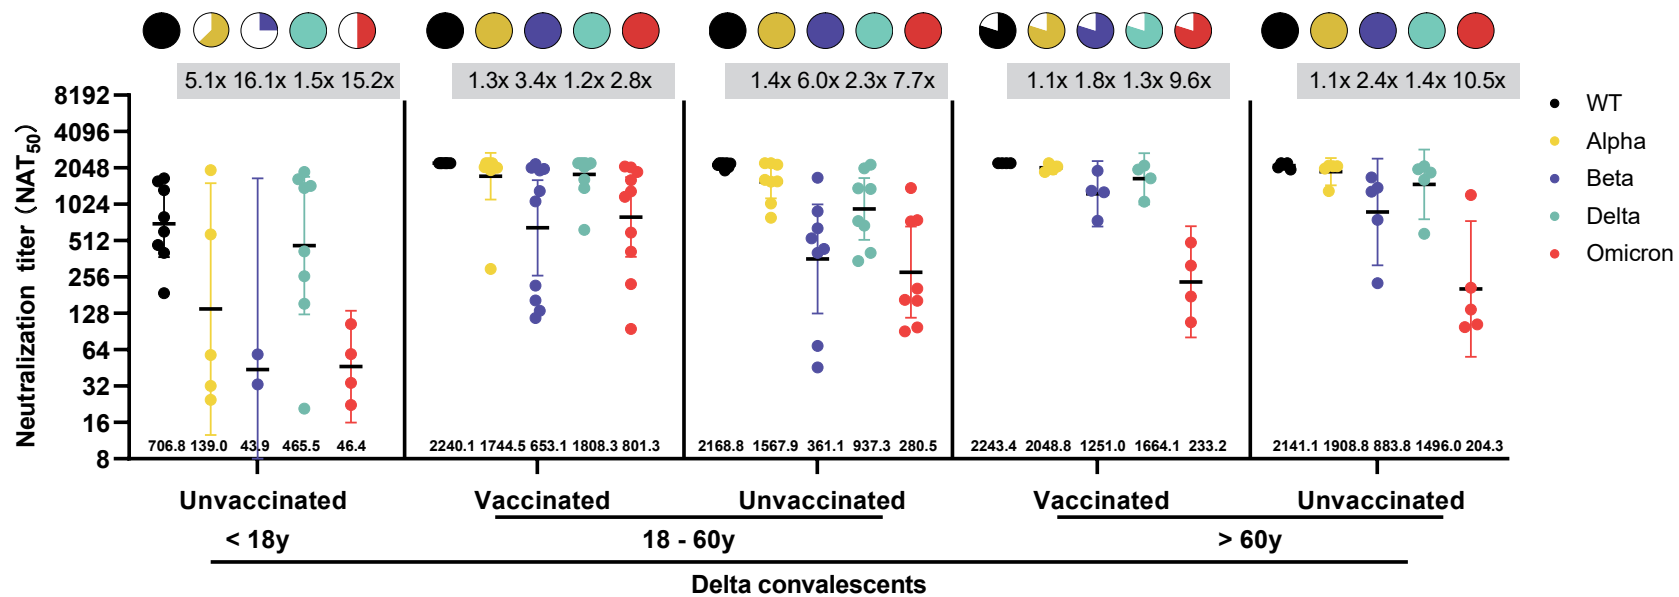 5.1x 16.1x 1.5x 15.2x
1.3x 3.4x 1.2x 2.8x
1.4x 6.0x 2.3x 7.7x
1.1x 1.8x 1.3x 9.6x
1.1x 2.4x 1.4x 10.5x
Neutralization titer (NAT50)
8192
4096
2048
1024
512
256
128
64
32
16
8
706.8 139.0 43.9 465.5 46.4
2240.1 1744.5 653.1 1808.3 801.3
2168.8 1567.9 361.1 937.3 280.5
2243.4 2048.8 1251.0 1664.1 233.2
2141.1 1908.8 883.8 1496.0 204.3
Unvaccinated
Vaccinated
Unvaccinated
Vaccinated
Unvaccinated
< 18y
18 - 60y
> 60y
Delta convalescents
WT
Alpha
Beta
Delta
Omicron